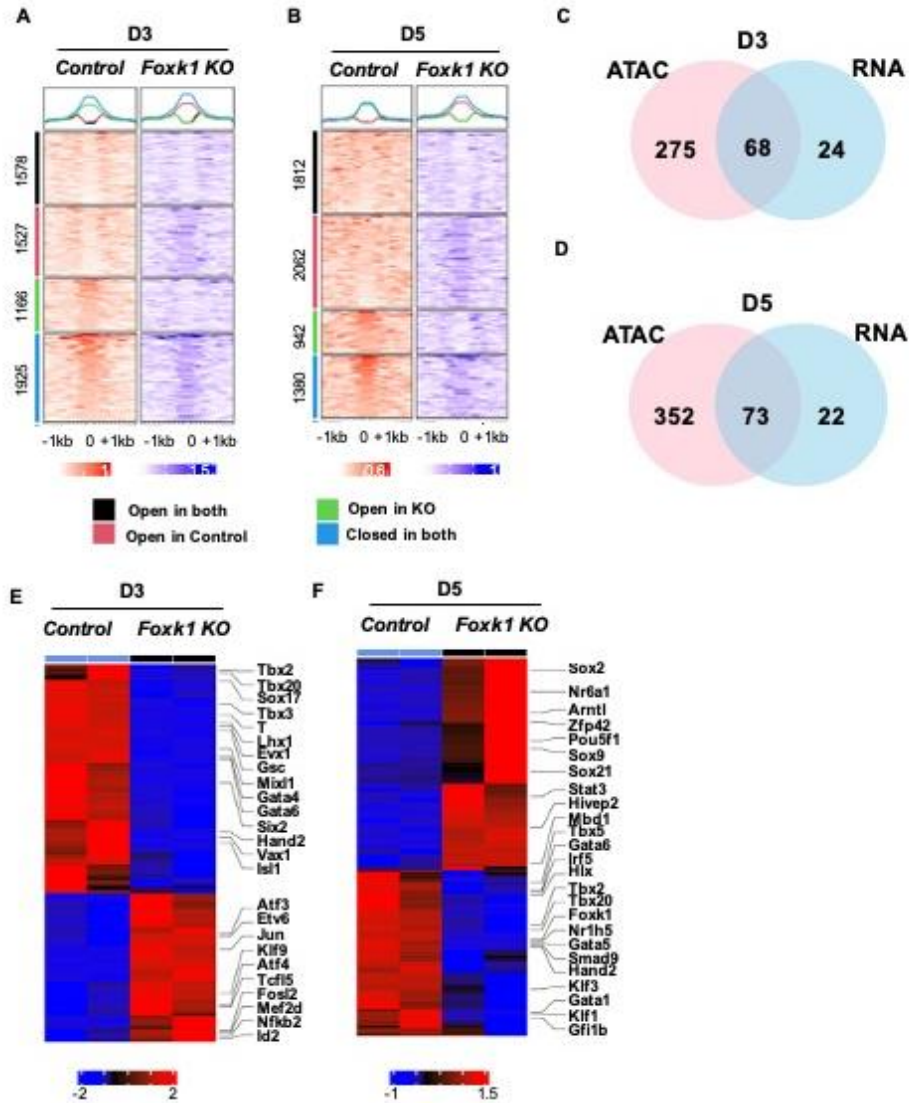 A
D3
Control Foxk1 KO
1578
1527
1166
1925
-1kb 0 +1kb -1kb 0 +1kb
1 1.5
B
D5
Control Foxk1 KO
1812
2062
942
1380
-1kb 0 +1kb -1kb 0 +1kb
0.6 1
Open in both
Open in Control
Open in KO
Closed in both
C
D3
ATAC RNA
275 68 24
D
D5
ATAC RNA
352 73 22
E
D3
Control Foxk1 KO
Tbx2
Tbx20
Sox17
Tbx3
T
Lhx1
Evx1
Gsc
Mixl1
Gata4
Gata6
Six2
Hand2
Vax1
Isl1
Atf3
Etv6
Jun
Klf9
Atf4
Tcfl5
Fosl2
Mef2d
Nfkb2
Id2
-2 2
F
D5
Control Foxk1 KO
Sox2
Nr6a1
Arntl
Zfp42
Pou5f1
Sox9
Sox21
Stat3
Hivep2
Mbd1
Tbx5
Gata6
Irf5
Hlx
Tbx2
Tbx20
Foxk1
Nr1h5
Gata5
Smad9
Hand2
Klf3
Gata1
Klf1
Gfi1b
-1 1.5